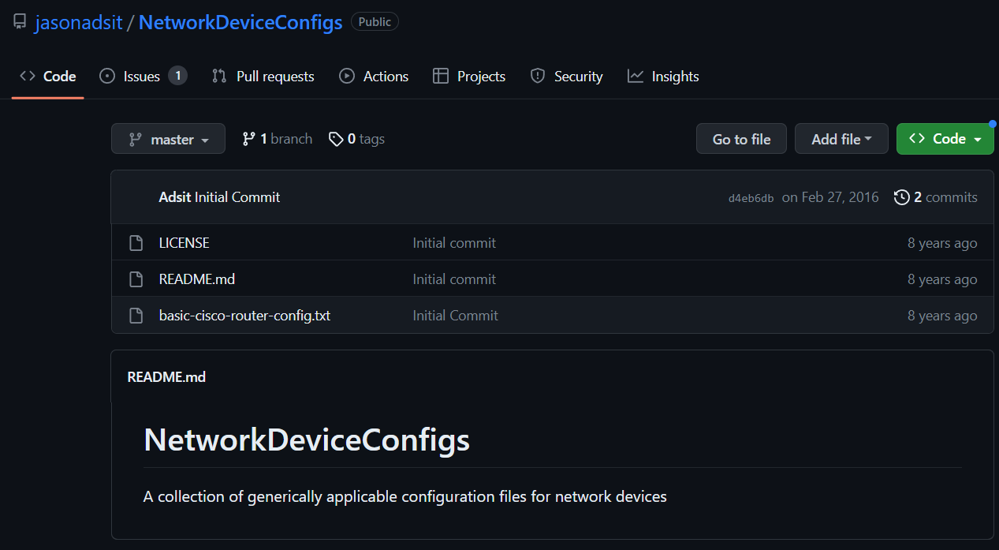 jasonadsit / NetworkDeviceConfigs Public
Code Issues 1 Pull requests Actions Projects Security Insights
master 1 branch 0 tags Go to file Add file Code
Adsit Initial Commit d4eb6db on Feb 27, 2016 2 commits
LICENSE Initial commit 8 years ago
README.md Initial commit 8 years ago
basic-cisco-router-config.txt Initial Commit 8 years ago
README.md
NetworkDeviceConfigs
A collection of generically applicable configuration files for network devices